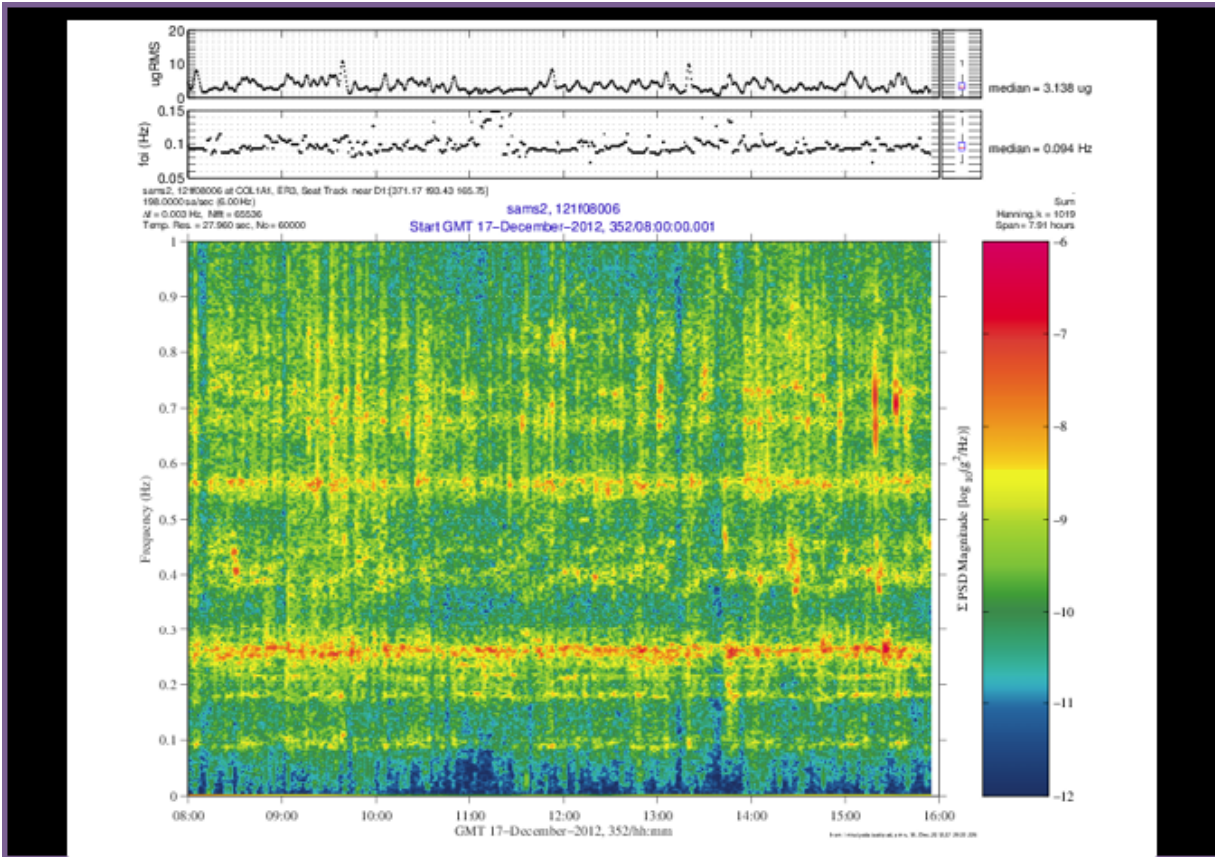 20
10
0
ugRMS
median = 3.138 ug
0.15
0.1
0.05
foi (Hz)
median = 0.094 Hz
sams2, 121f08006 at COL1A1, ER3, Seat Track near D1:[371.17 193.43 165.75]
198.0000 sa/sec (6.00 Hz)
Δf = 0.003 Hz, Nfft = 65536
Temp. Res. = 27.960 sec, No = 60000
sams2, 121f08006
Start GMT 17-December-2012, 352/08:00:00.001
Sum
Hanning, k = 1019
Span = 7.91 hours
1
0.9
0.8
0.7
0.6
0.5
0.4
0.3
0.2
0.1
0
Frequency (Hz)
08:00 09:00 10:00 11:00 12:00 13:00 14:00 15:00 16:00
GMT 17-December-2012, 352/hh:mm
-6
-7
-8
-9
-10
-11
-12
Σ PSD Magnitude [log10(g²/Hz)]